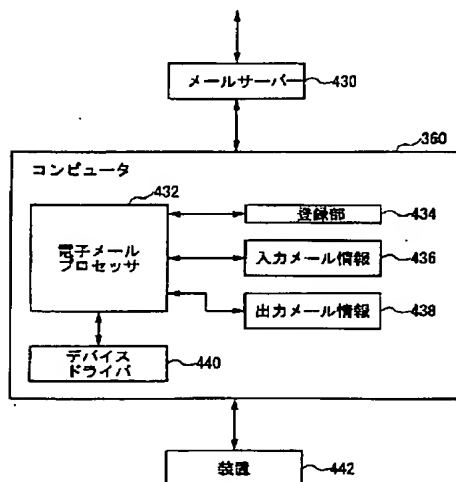 メールサーバー
430
360
コンピュータ
432
電子メール
プロセッサ
登録部
434
入力メール情報
436
出力メール情報
438
デバイス
ドライバ
440
装置
442